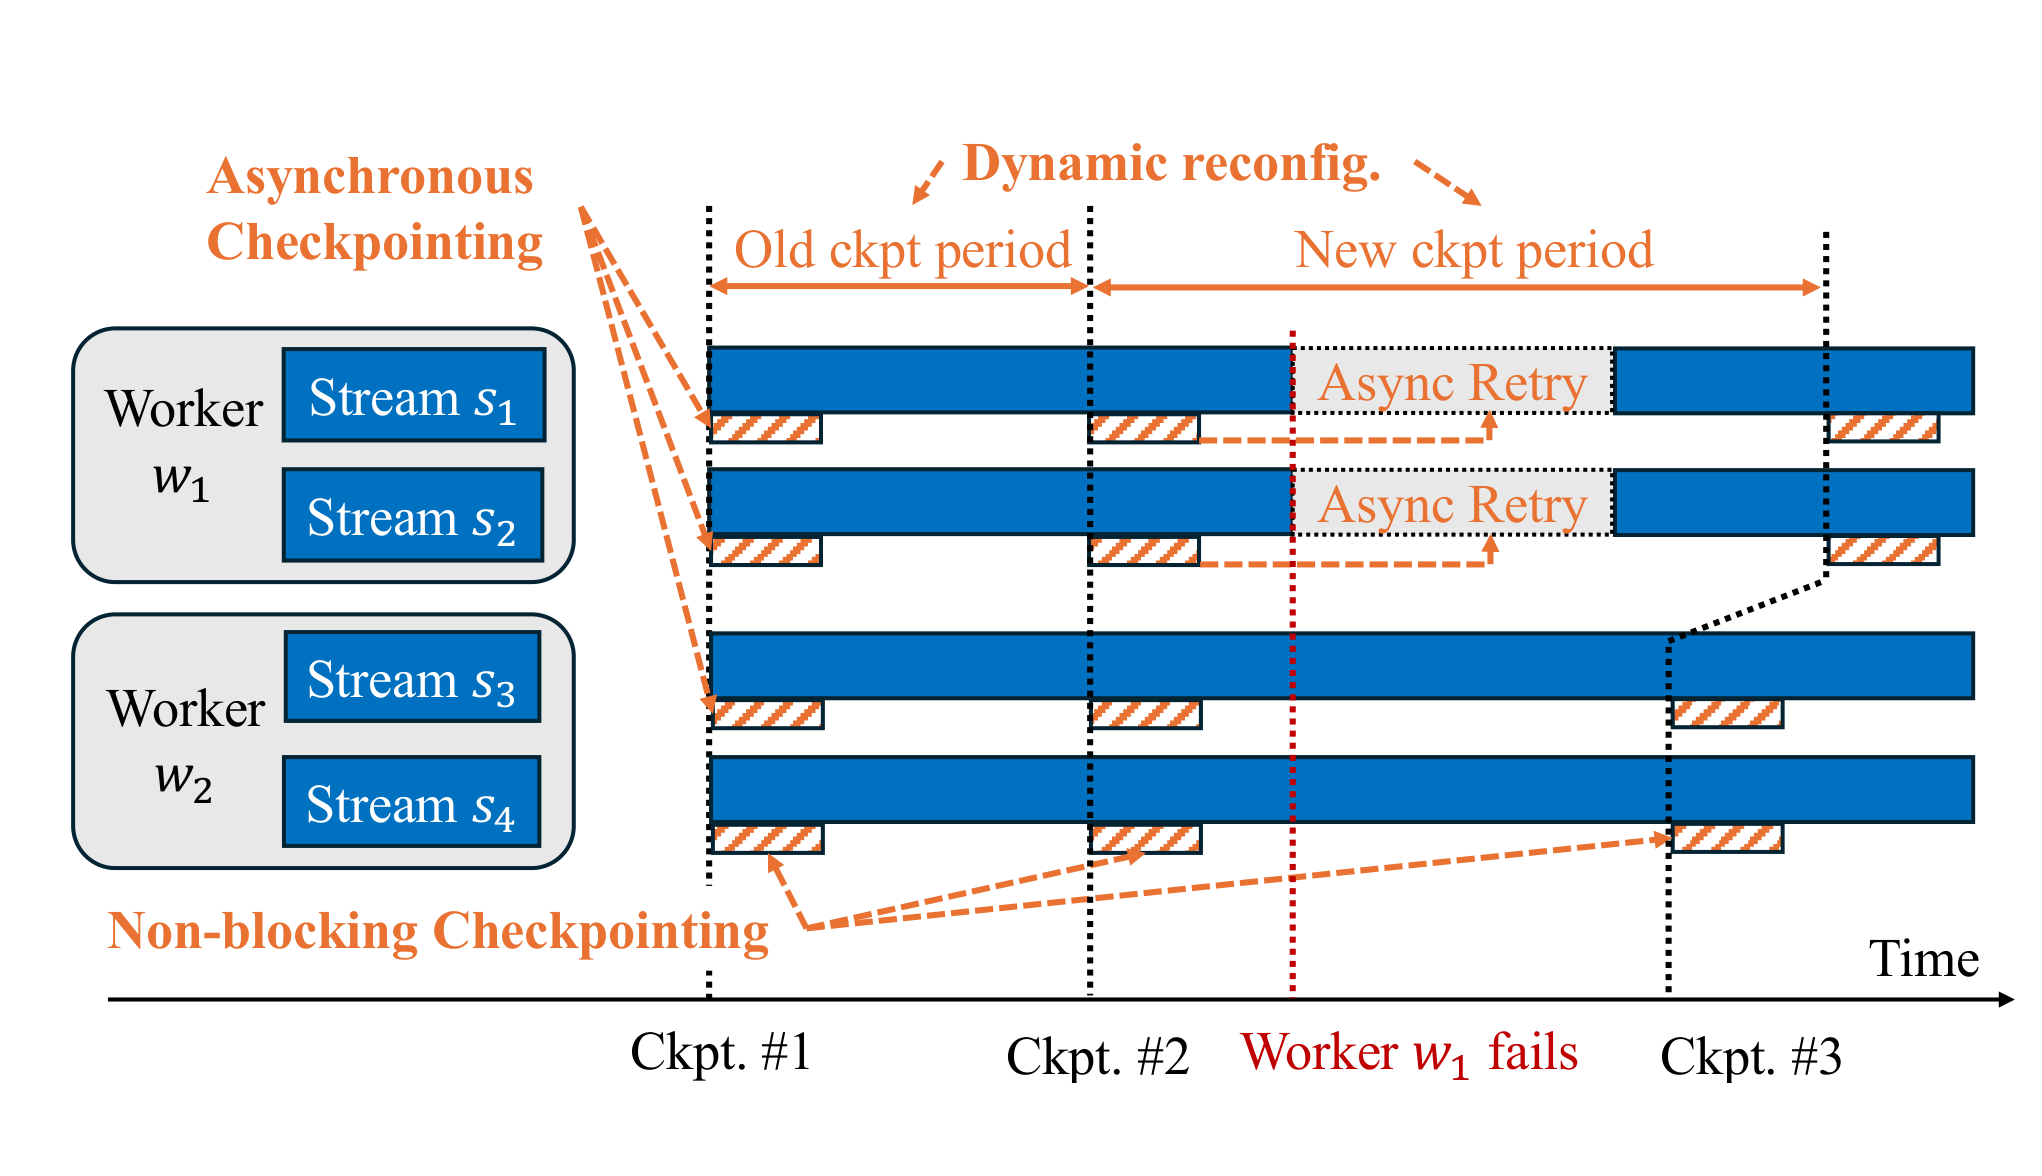 Asynchronous
Checkpointing
Dynamic reconfig.
Old ckpt period
New ckpt period
Worker
w₁
Stream s₁
Stream s₂
Async Retry
Async Retry
Worker
w₂
Stream s₃
Stream s₄
Non-blocking Checkpointing
Time
Ckpt. #1
Ckpt. #2
Worker w₁ fails
Ckpt. #3